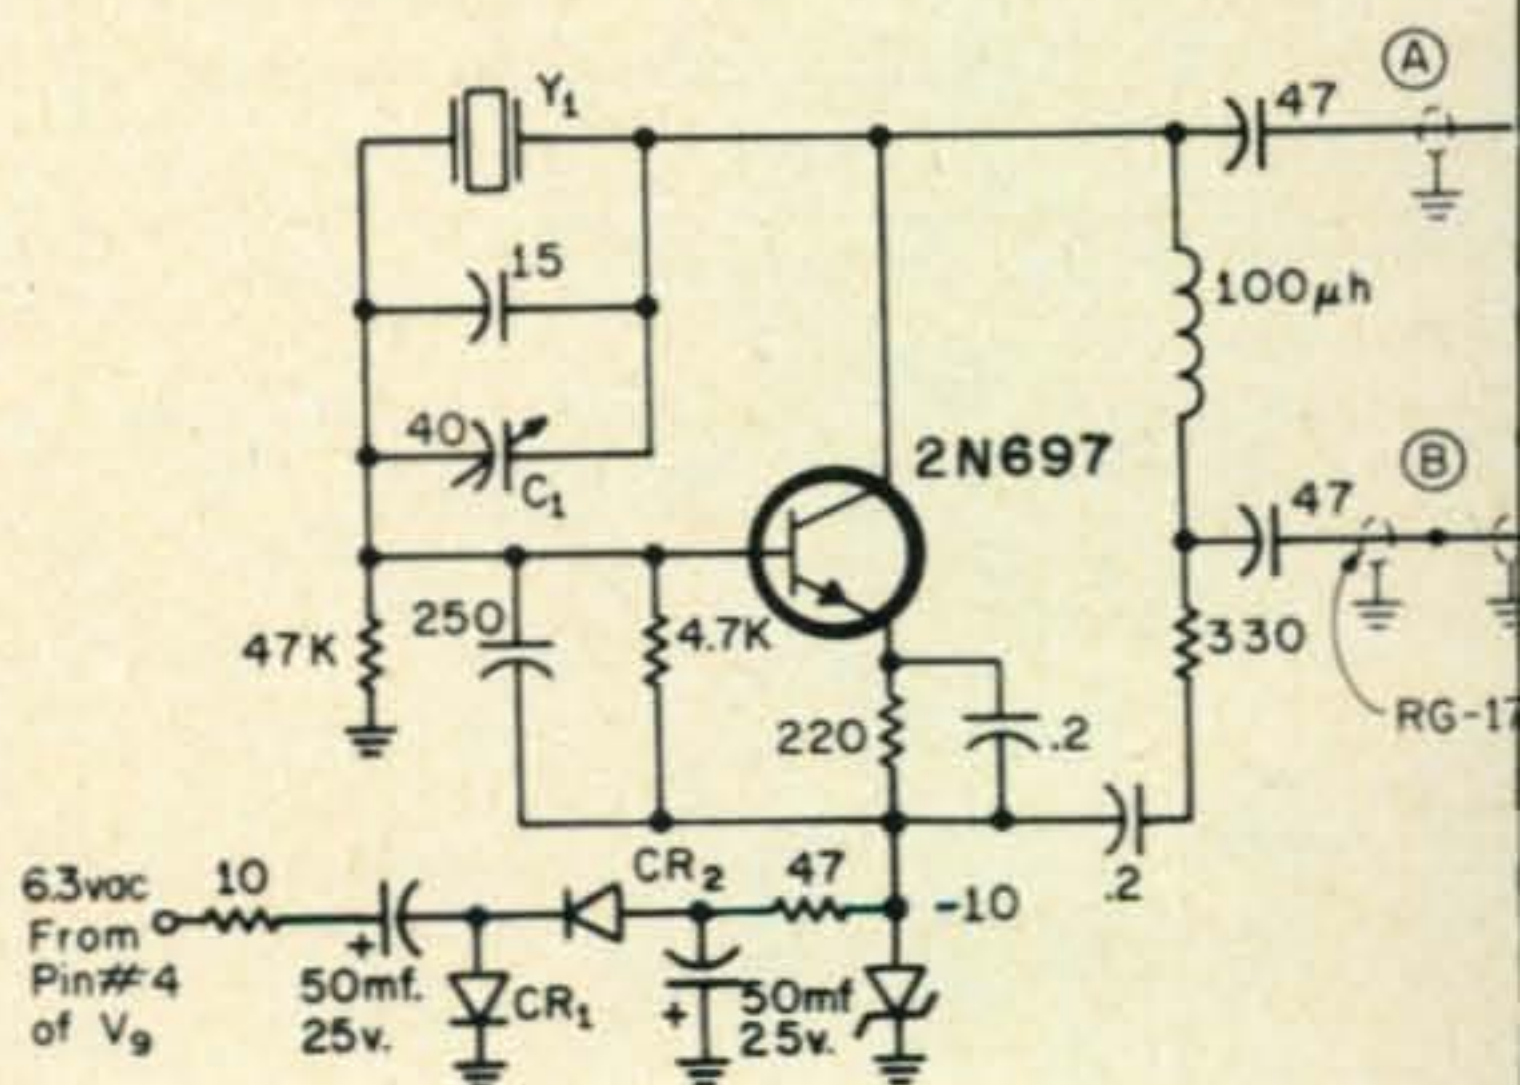 Y1
A
47
15
100μh
40
C1
2N697
B
47
47K
250
4.7K
330
220
.2
RG-17
.2
CR2
47
-10
6.3vac
From
Pin#4
of V9
10
+
50mf.
25v.
CR1
+
50mf
25v.